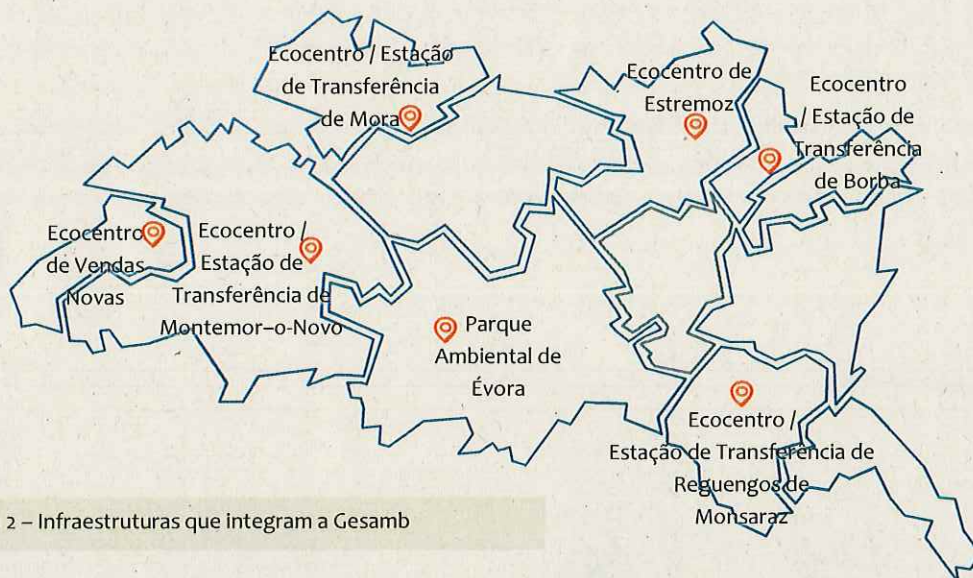 Ecocentro / Estação
de Transferência
de Mora
Ecocentro de
Estremoz
Ecocentro
/ Estação de
Transferência
de Borba
Ecocentro
de Vendas
Novas
Ecocentro /
Estação de
Transferência de
Montemor–o-Novo
Parque
Ambiental de
Évora
Ecocentro /
Estação de Transferência de
Reguengos de
Monsaraz
2 – Infraestruturas que integram a Gesamb